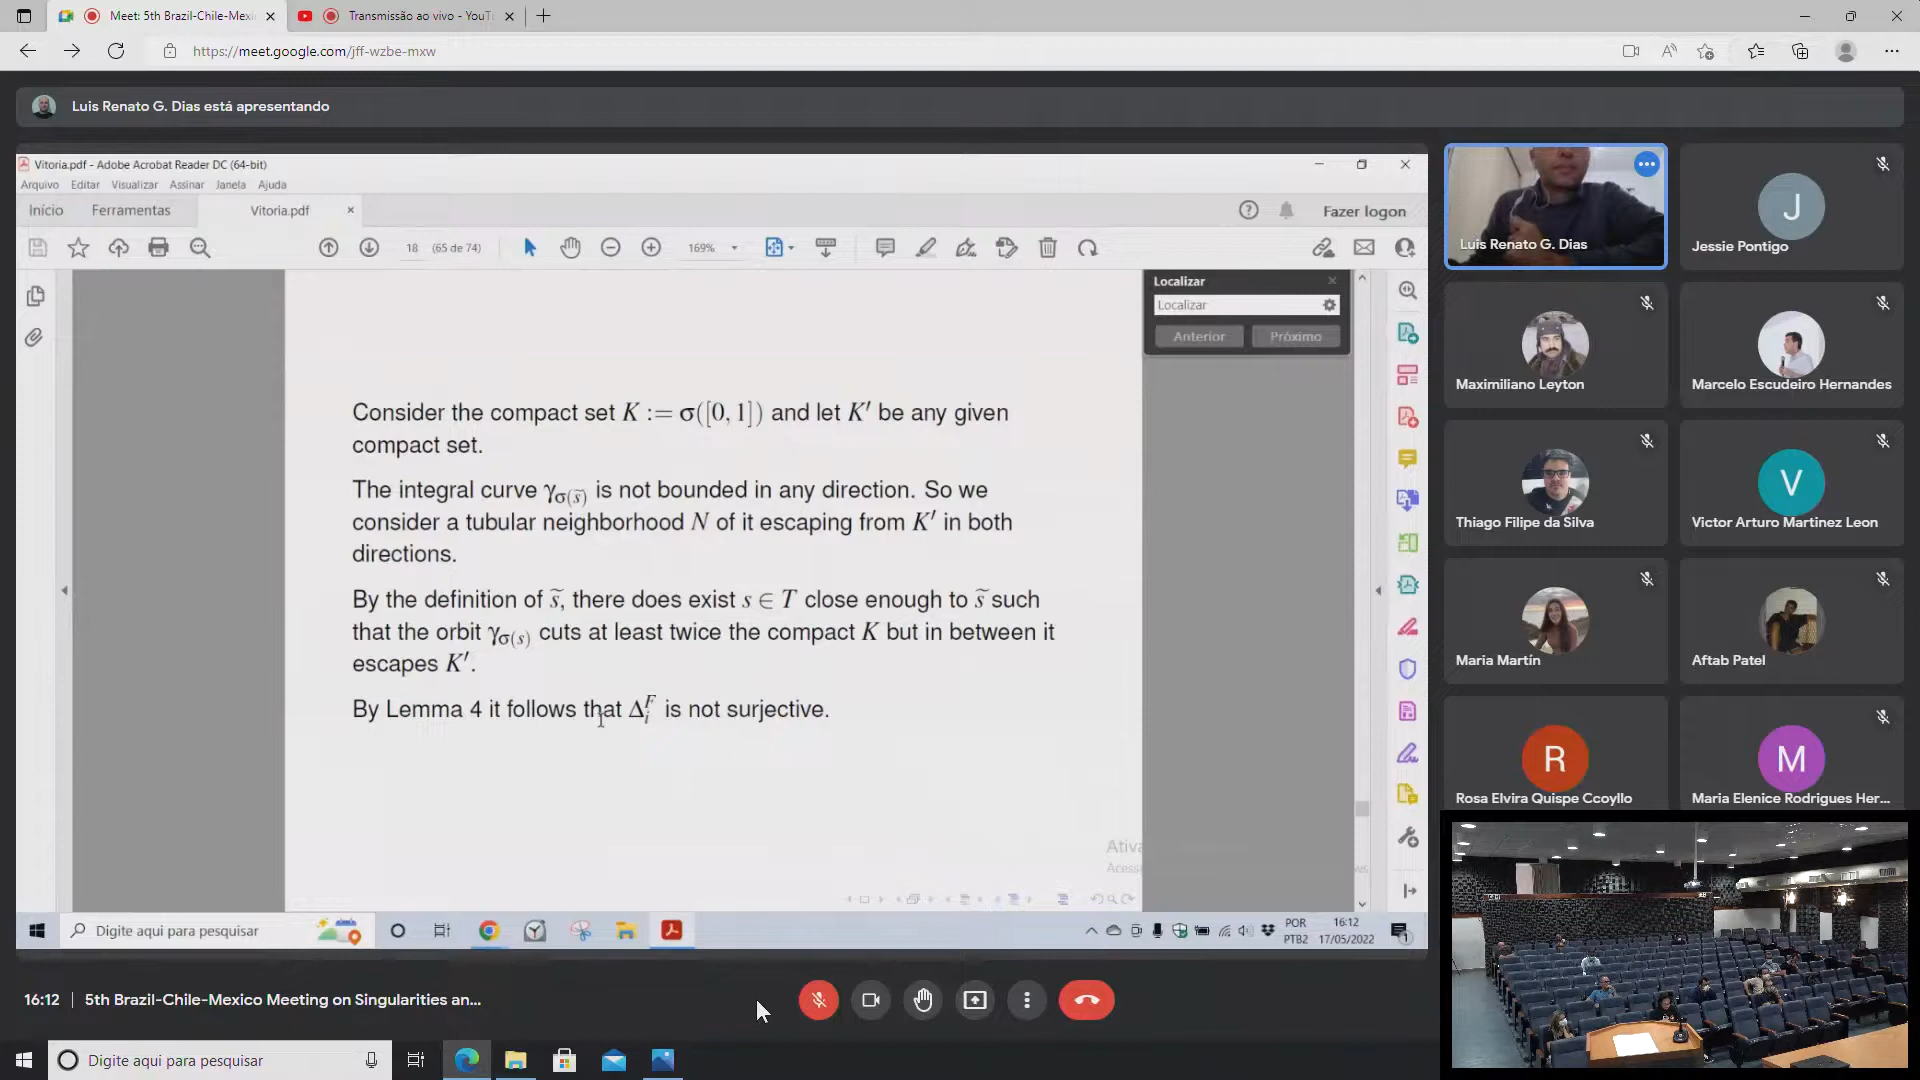 Meet: 5th Brazil-Chile-Mexi
Transmissão ao vivo - YouT
https://meet.google.com/jff-wzbe-mxw
Luis Renato G. Dias está apresentando
Vitoria.pdf - Adobe Acrobat Reader DC (64-bit)
Arquivo Editar Visualizar Assinar Janela Ajuda
Início Ferramentas Vitoria.pdf Fazer logon
18 (65 de 74) 169%
Localizar
Localizar
Anterior Próximo
Consider the compact set K := σ([0, 1]) and let K′ be any given
compact set.
The integral curve γ_{σ(s̃)} is not bounded in any direction. So we
consider a tubular neighborhood N of it escaping from K′ in both
directions.
By the definition of s̃, there does exist s ∈ T close enough to s̃ such
that the orbit γ_{σ(s)} cuts at least twice the compact K but in between it
escapes K′.
By Lemma 4 it follows that Δ_i^F is not surjective.
Ativa
Acess
Digite aqui para pesquisar
POR
PTB2
16:12
17/05/2022
1
Luis Renato G. Dias
J
Jessie Pontigo
Maximiliano Leyton
Marcelo Escudeiro Hernandes
Thiago Filipe da Silva
V
Victor Arturo Martinez Leon
Maria Martín
Aftab Patel
R
Rosa Elvira Quispe Ccoyllo
M
Maria Elenice Rodrigues Her...
16:12 | 5th Brazil-Chile-Mexico Meeting on Singularities an...
Digite aqui para pesquisar